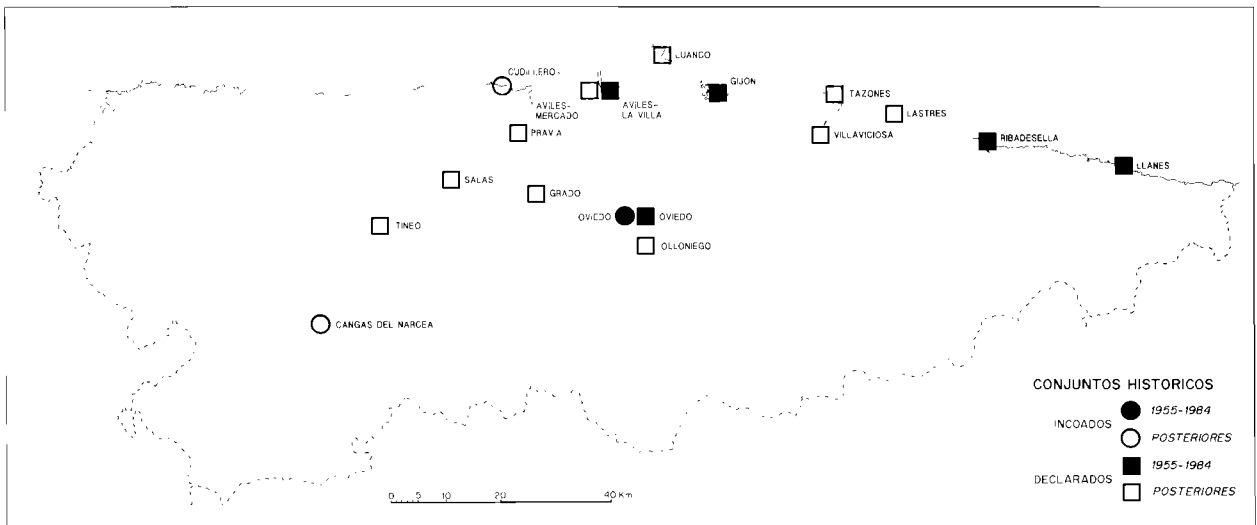 LUANCO
CUDILLERO
GIJON
AVILES-
MERCADO
AVILES-
LA VILLA
TAZONES
LASTRES
PRAVIA
VILLAVICIOSA
RIBADESELLA
LLANES
SALAS
GRADO
OVIEDO
OVIEDO
TINEO
OLLONIEGO
CANGAS DEL NARCEA
CONJUNTOS HISTORICOS
INCOADOS
1955-1984
POSTERIORES
DECLARADOS
1955-1984
POSTERIORES
0 5 10 20 40 Km